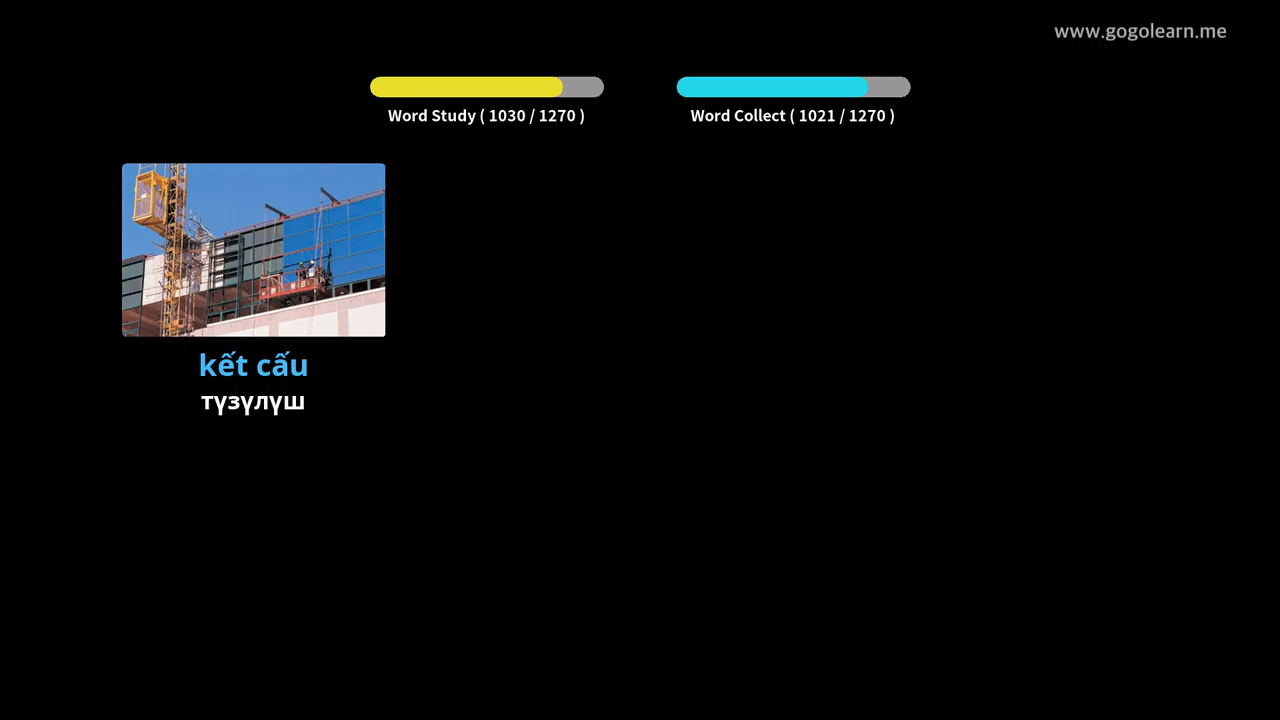 www.gogolearn.me
Word Study ( 1030 / 1270 )
Word Collect ( 1021 / 1270 )
kết cấu
түзүлүш